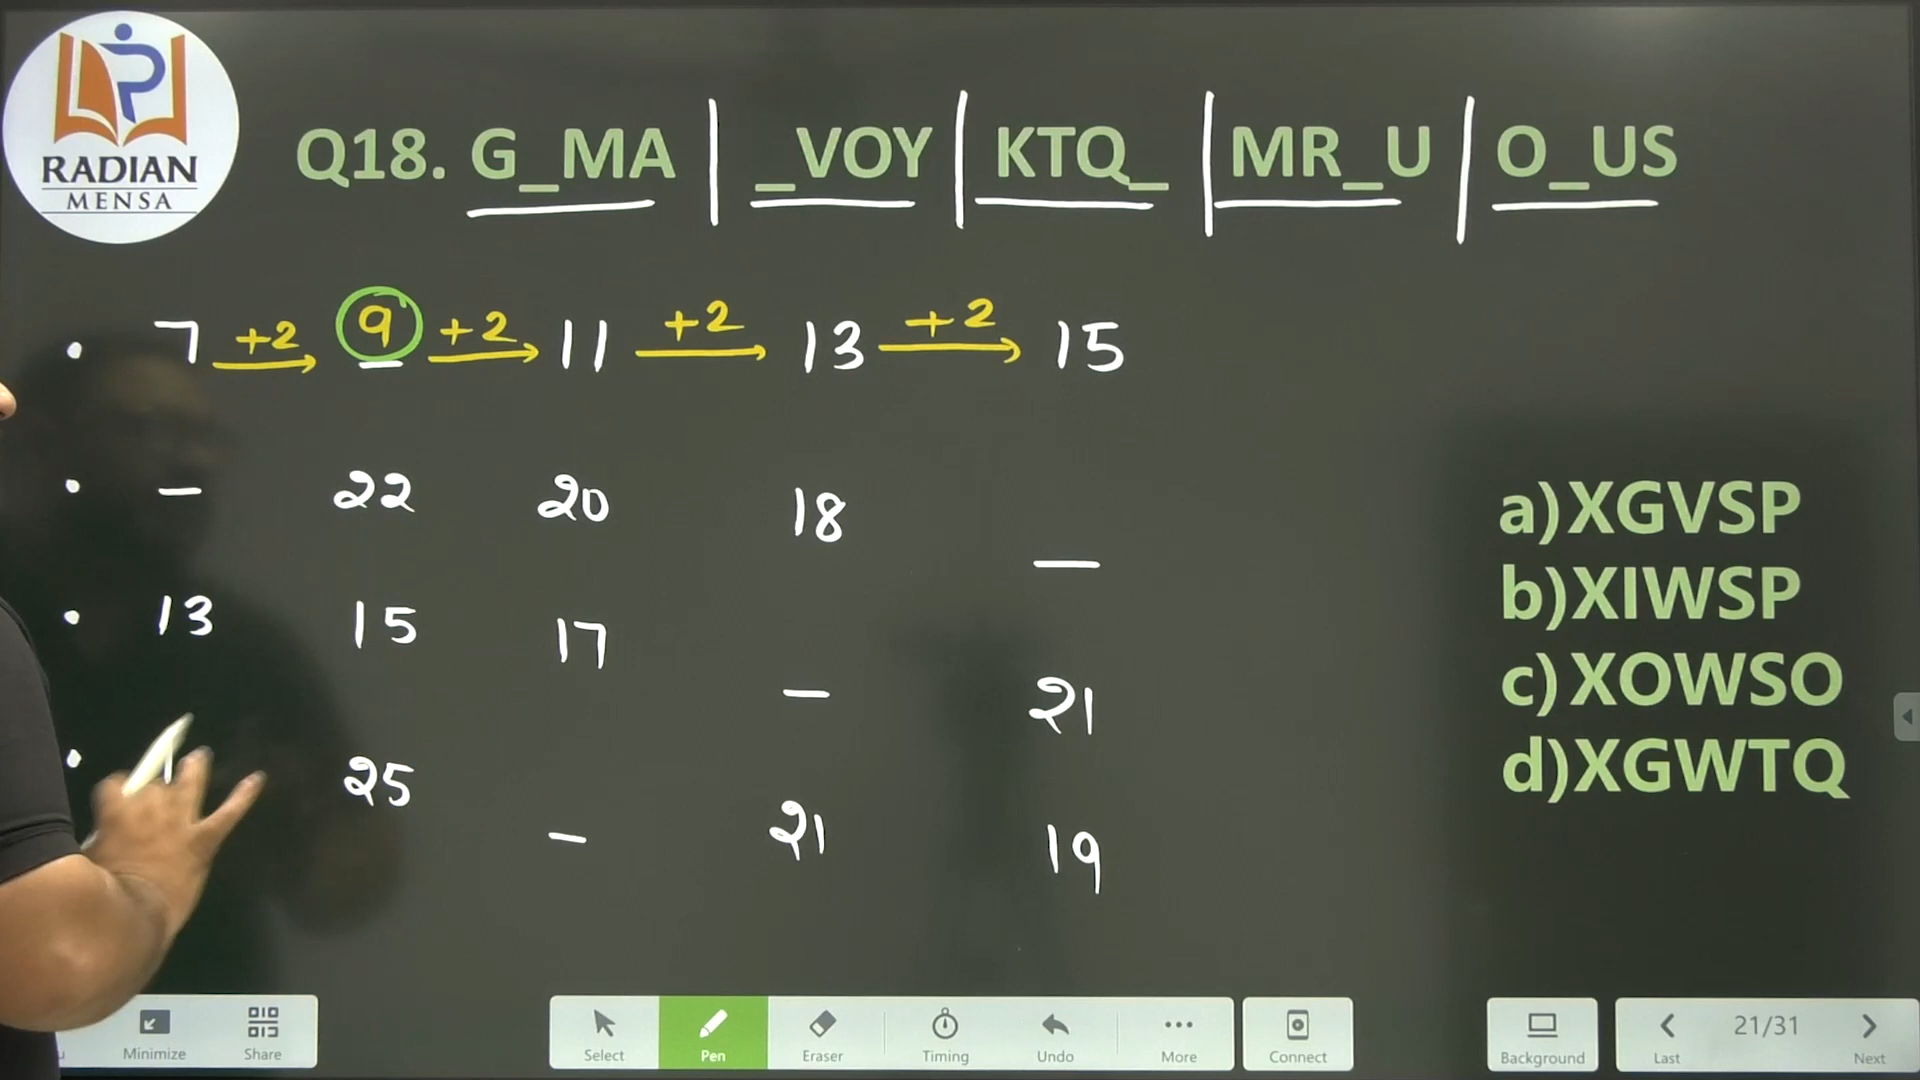 RADIAN
MENSA
Q18. G_MA | _VOY | KTQ_ | MR_U | O_US
7 +2 9 +2 11 +2 13 +2 15
– 22 20 18 –
13 15 17 – 21
1 25 – 21 19
a)XGVSP
b)XIWSP
c)XOWSO
d)XGWTQ
Minimize
Share
Select
Pen
Eraser
Timing
Undo
More
Connect
Background
Last
21/31
Next